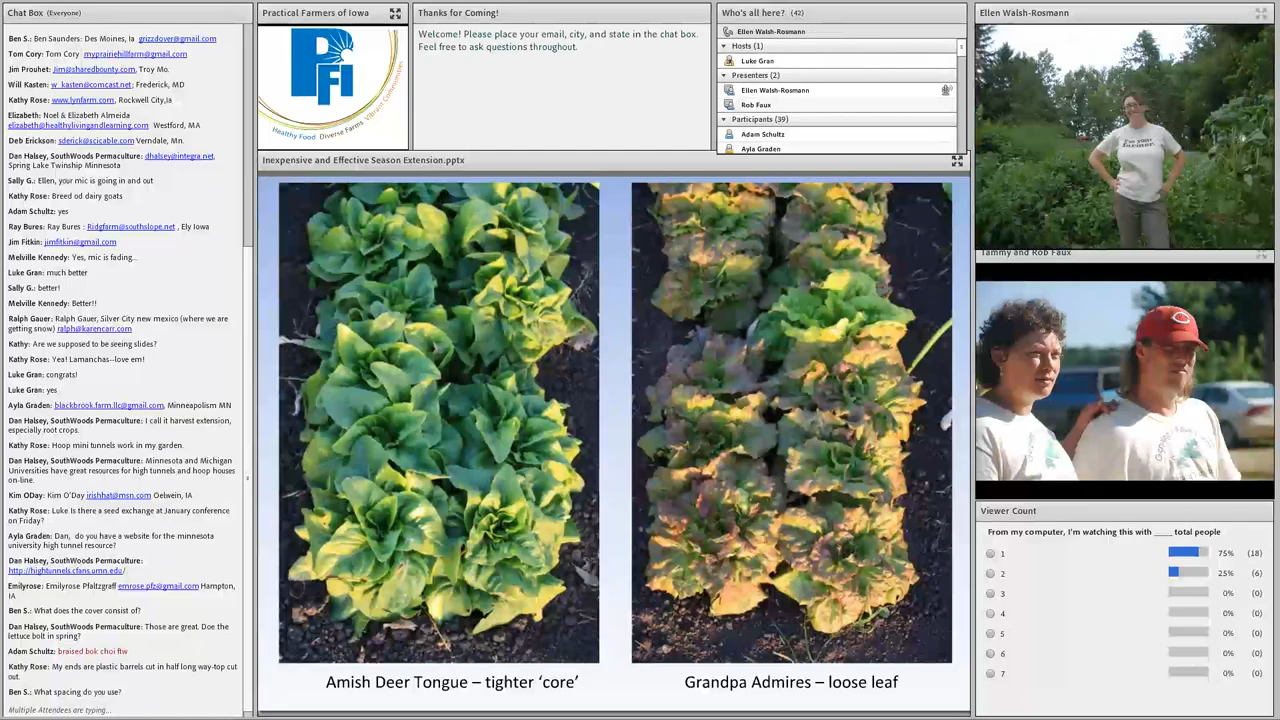 Chat Box (Everyone)
Ben S.: Ben Saunders: Des Moines, Ia grizzdover@gmail.com
Tom Cory: Tom Cory myprairiehillfarm@gmail.com
Jim Prouhet: Jim@sharedbounty.com, Troy Mo.
Will Kasten: w_kasten@comcast.net; Frederick, MD
Kathy Rose: www.lynfarm.com, Rockwell City,Ia
Elizabeth: Noel & Elizabeth Almeida
elizabeth@healthylivingandlearning.com Westford, MA
Deb Erickson: sderick@scicable.com Verndale, Mn.
Dan Halsey, SouthWoods Permaculture: dhalsey@integra.net,
Spring Lake Twinship Minnesota
Sally G.: Ellen, your mic is going in and out
Kathy Rose: Breed od dairy goats
Adam Schultz: yes
Ray Bures: Ray Bures : Ridgfarm@southslope.net , Ely Iowa
Jim Fitkin: jimfitkin@gmail.com
Melville Kennedy: Yes, mic is fading...
Luke Gran: much better
Sally G.: better!
Melville Kennedy: Better!!
Ralph Gauer: Ralph Gauer, Silver City new mexico (where we are
getting snow) ralph@karencarr.com
Kathy: Are we supposed to be seeing slides?
Kathy Rose: Yea! Lamanchas--love em!
Luke Gran: congrats!
Luke Gran: yes
Ayla Graden: blackbrook.farm.llc@gmail.com, Minneapolism MN
Dan Halsey, SouthWoods Permaculture: I call it harvest extension,
especially root crops.
Kathy Rose: Hoop mini tunnels work in my garden.
Dan Halsey, SouthWoods Permaculture: Minnesota and Michigan
Universities have great resources for high tunnels and hoop houses
on-line.
Kim ODay: Kim O'Day irishhat@msn.com Oelwein, IA
Kathy Rose: Luke Is there a seed exchange at January conference
on Friday?
Ayla Graden: Dan, do you have a website for the minnesota
university high tunnel resource?
Dan Halsey, SouthWoods Permaculture:
http://hightunnels.cfans.umn.edu/
Emilyrose: Emilyrose Pfaltzgraff emrose.pfz@gmail.com Hampton,
IA
Ben S.: What does the cover consist of?
Dan Halsey, SouthWoods Permaculture: Those are great. Doe the
lettuce bolt in spring?
Adam Schultz: braised bok choi ftw
Kathy Rose: My ends are plastic barrels cut in half long way-top cut
out.
Ben S.: What spacing do you use?
Multiple Attendees are typing...
Practical Farmers of Iowa
PFi
Healthy Food Diverse Farms Vibrant Communities
Thanks for Coming!
Welcome! Please place your email, city, and state in the chat box.
Feel free to ask questions throughout.
Who's all here? (42)
Ellen Walsh-Rosmann
Hosts (1)
Luke Gran
Presenters (2)
Ellen Walsh-Rosmann
Rob Faux
Participants (39)
Adam Schultz
Ayla Graden
Inexpensive and Effective Season Extension.pptx
Amish Deer Tongue – tighter 'core'
Grandpa Admires – loose leaf
Ellen Walsh-Rosmann
farmer.
Tammy and Rob Faux
Viewer Count
From my computer, I'm watching this with ____ total people
1 75% (18)
2 25% (6)
3 0% (0)
4 0% (0)
5 0% (0)
6 0% (0)
7 0% (0)